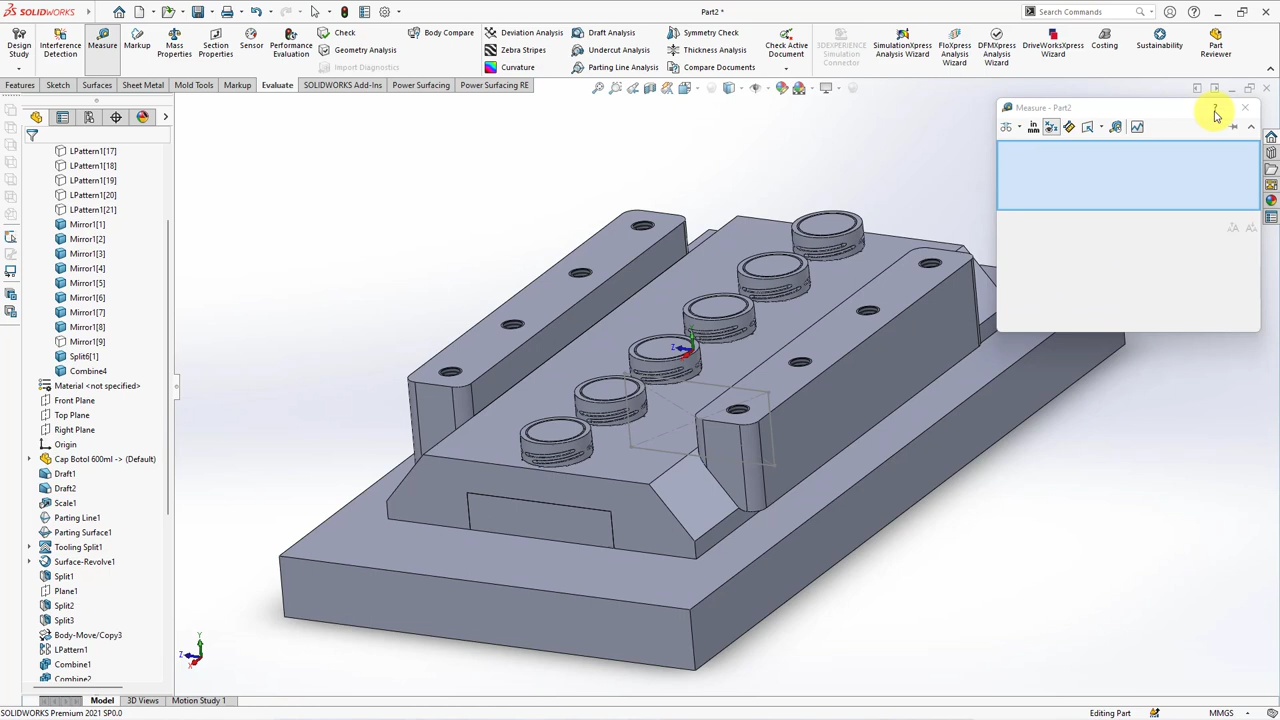 SOLIDWORKS
Part2 *
Search Commands
Design Study
Interference Detection
Measure
Markup
Mass Properties
Section Properties
Sensor
Performance Evaluation
Check
Geometry Analysis
Import Diagnostics
Body Compare
Deviation Analysis
Zebra Stripes
Curvature
Draft Analysis
Undercut Analysis
Parting Line Analysis
Symmetry Check
Thickness Analysis
Compare Documents
Check Active Document
3DEXPERIENCE Simulation Connector
SimulationXpress Analysis Wizard
FloXpress Analysis Wizard
DFMXpress Analysis Wizard
DriveWorksXpress Wizard
Costing
Sustainability
Part Reviewer
Features
Sketch
Surfaces
Sheet Metal
Mold Tools
Markup
Evaluate
SOLIDWORKS Add-Ins
Power Surfacing
Power Surfacing RE
Measure - Part2
?
in
mm
LPattern1[17]
LPattern1[18]
LPattern1[19]
LPattern1[20]
LPattern1[21]
Mirror1[1]
Mirror1[2]
Mirror1[3]
Mirror1[4]
Mirror1[5]
Mirror1[6]
Mirror1[7]
Mirror1[8]
Mirror1[9]
Split6[1]
Combine4
Material <not specified>
Front Plane
Top Plane
Right Plane
Origin
Cap Botol 600ml -> (Default)
Draft1
Draft2
Scale1
Parting Line1
Parting Surface1
Tooling Split1
Surface-Revolve1
Split1
Plane1
Split2
Split3
Body-Move/Copy3
LPattern1
Combine1
Combine2
Z
Y
Z
X
Model
3D Views
Motion Study 1
SOLIDWORKS Premium 2021 SP0.0
Editing Part
MMGS